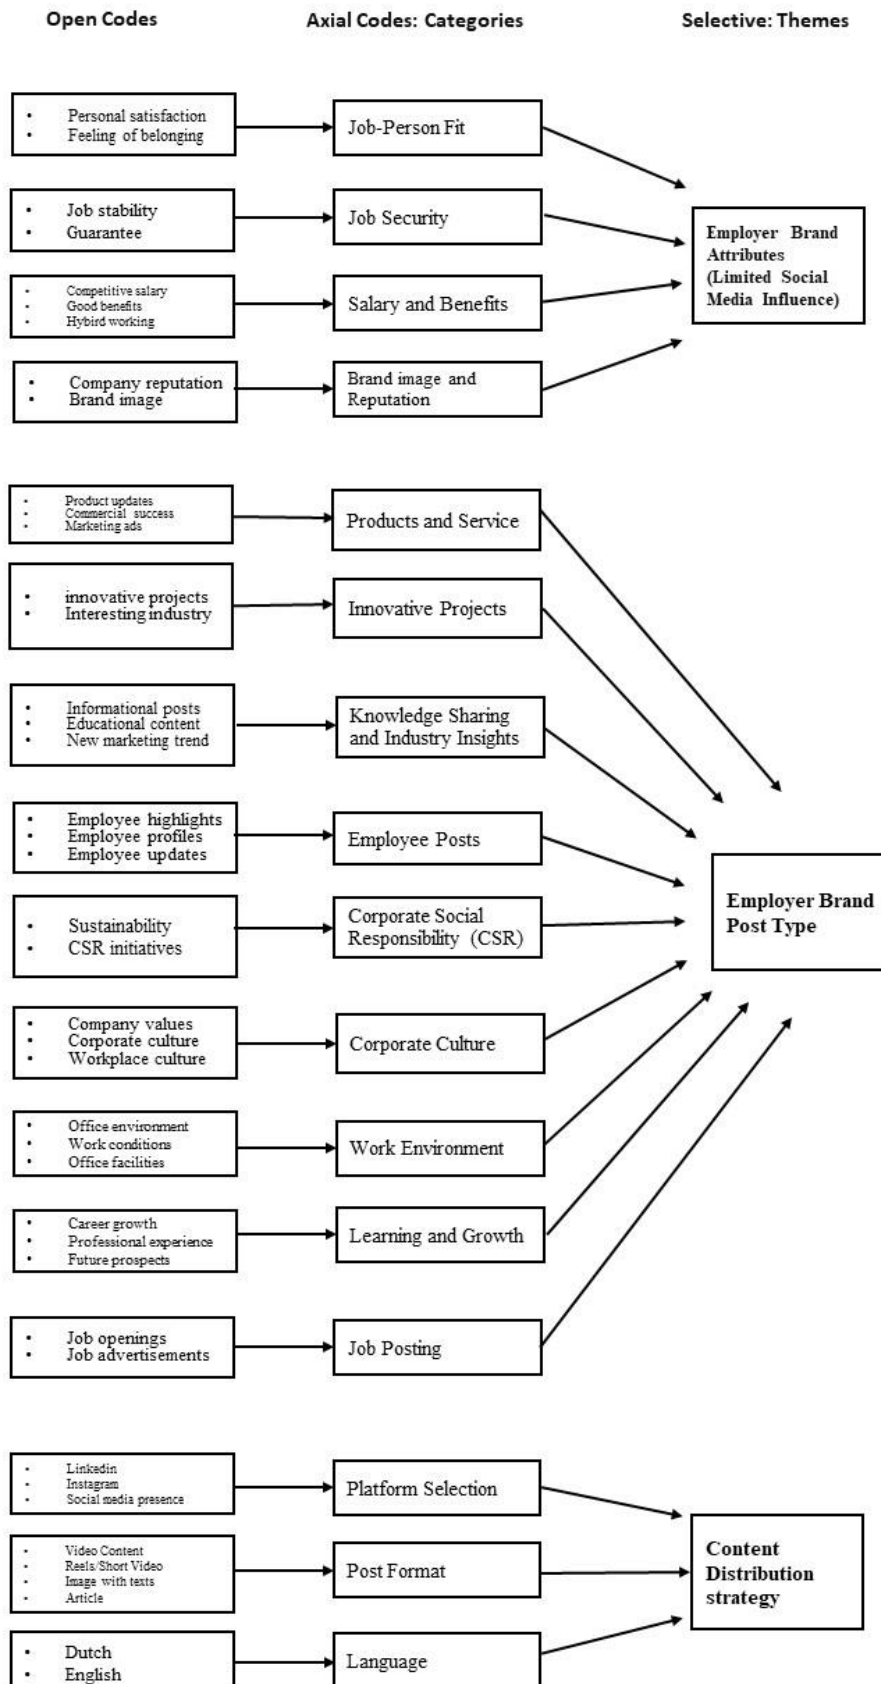 Open Codes
Axial Codes: Categories
Selective: Themes
• Personal satisfaction
• Feeling of belonging
Job-Person Fit
• Job stability
• Guarantee
Job Security
• Competitive salary
• Good benefits
• Hybird working
Salary and Benefits
• Company reputation
• Brand image
Brand image and
Reputation
Employer Brand
Attributes
(Limited Social
Media Influence)
• Product updates
• Commercial success
• Marketing ads
Products and Service
• innovative projects
• Interesting industry
Innovative Projects
• Informational posts
• Educational content
• New marketing trend
Knowledge Sharing
and Industry Insights
• Employee highlights
• Employee profiles
• Employee updates
Employee Posts
• Sustainability
• CSR initiatives
Corporate Social
Responsibility (CSR)
• Company values
• Corporate culture
• Workplace culture
Corporate Culture
• Office environment
• Work conditions
• Office facilities
Work Environment
• Career growth
• Professional experience
• Future prospects
Learning and Growth
• Job openings
• Job advertisements
Job Posting
Employer Brand
Post Type
• Linkedin
• Instagram
• Social media presence
Platform Selection
• Video Content
• Reels/Short Video
• Image with texts
• Article
Post Format
• Dutch
• English
Language
Content
Distribution
strategy